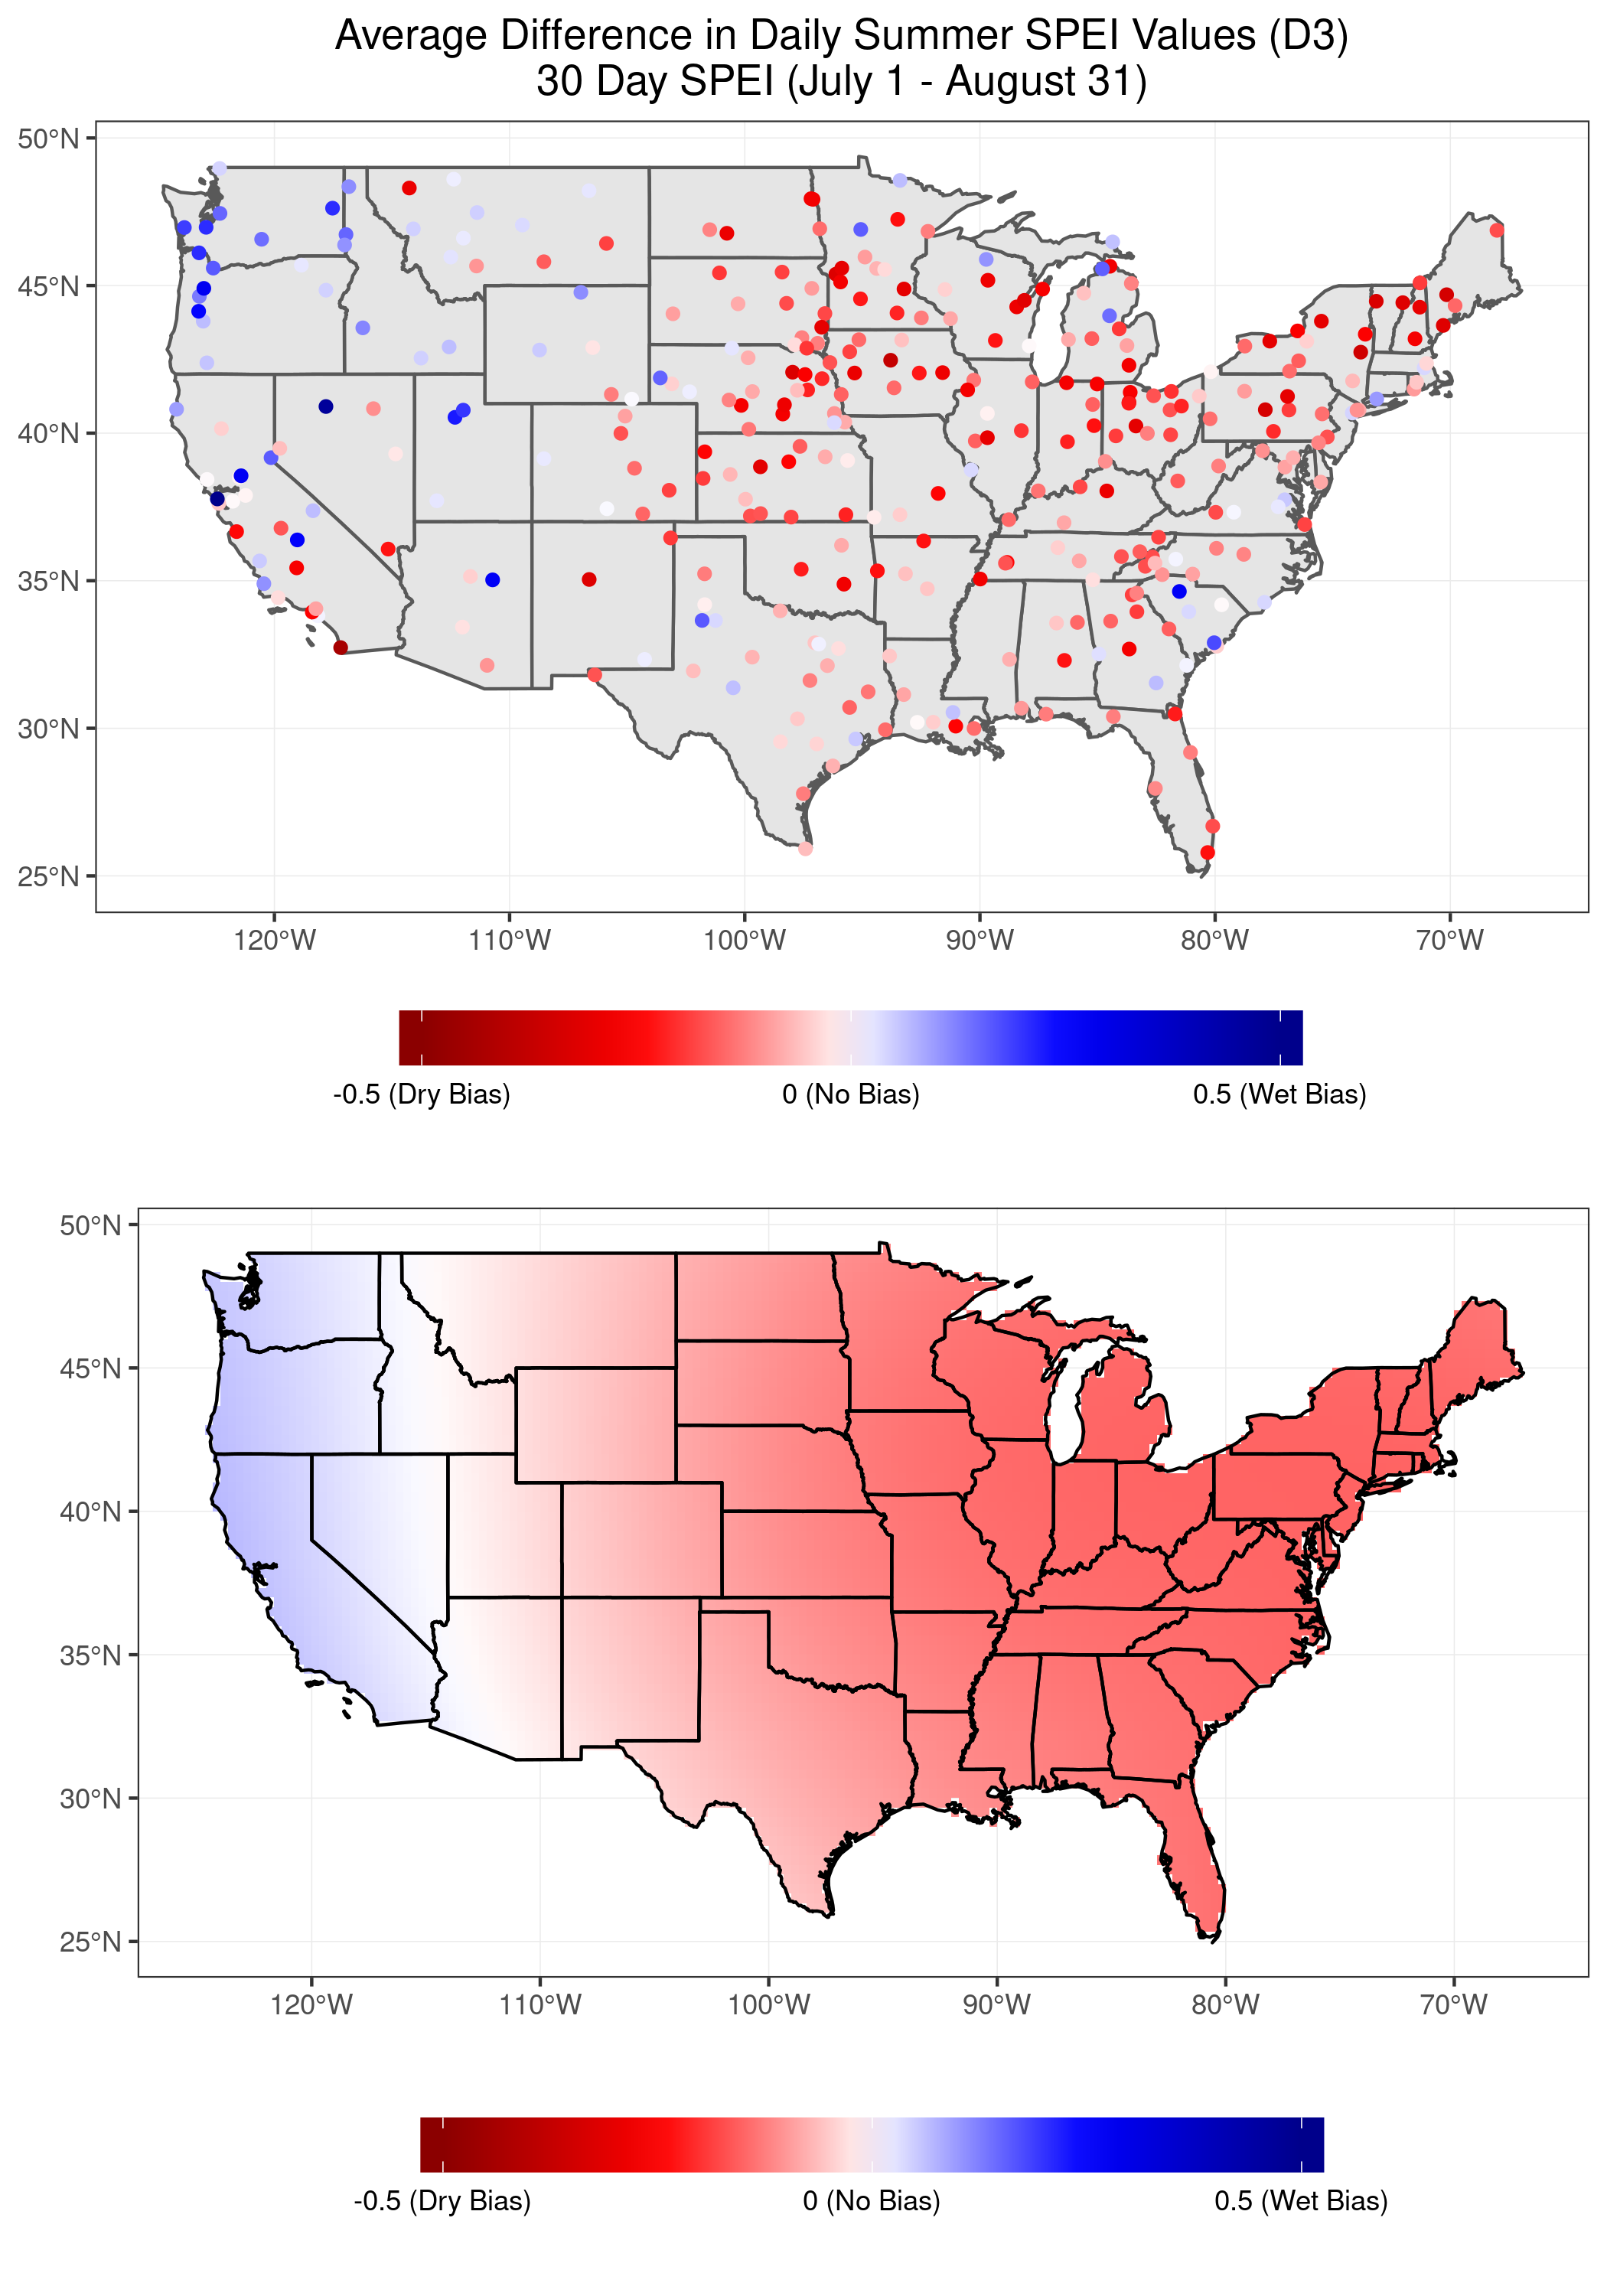 Average Difference in Daily Summer SPEI Values (D3)
30 Day SPEI (July 1 - August 31)
50°N
45°N
40°N
35°N
30°N
25°N
120°W 110°W 100°W 90°W 80°W 70°W
-0.5 (Dry Bias) 0 (No Bias) 0.5 (Wet Bias)
50°N
45°N
40°N
35°N
30°N
25°N
120°W 110°W 100°W 90°W 80°W 70°W
-0.5 (Dry Bias) 0 (No Bias) 0.5 (Wet Bias)